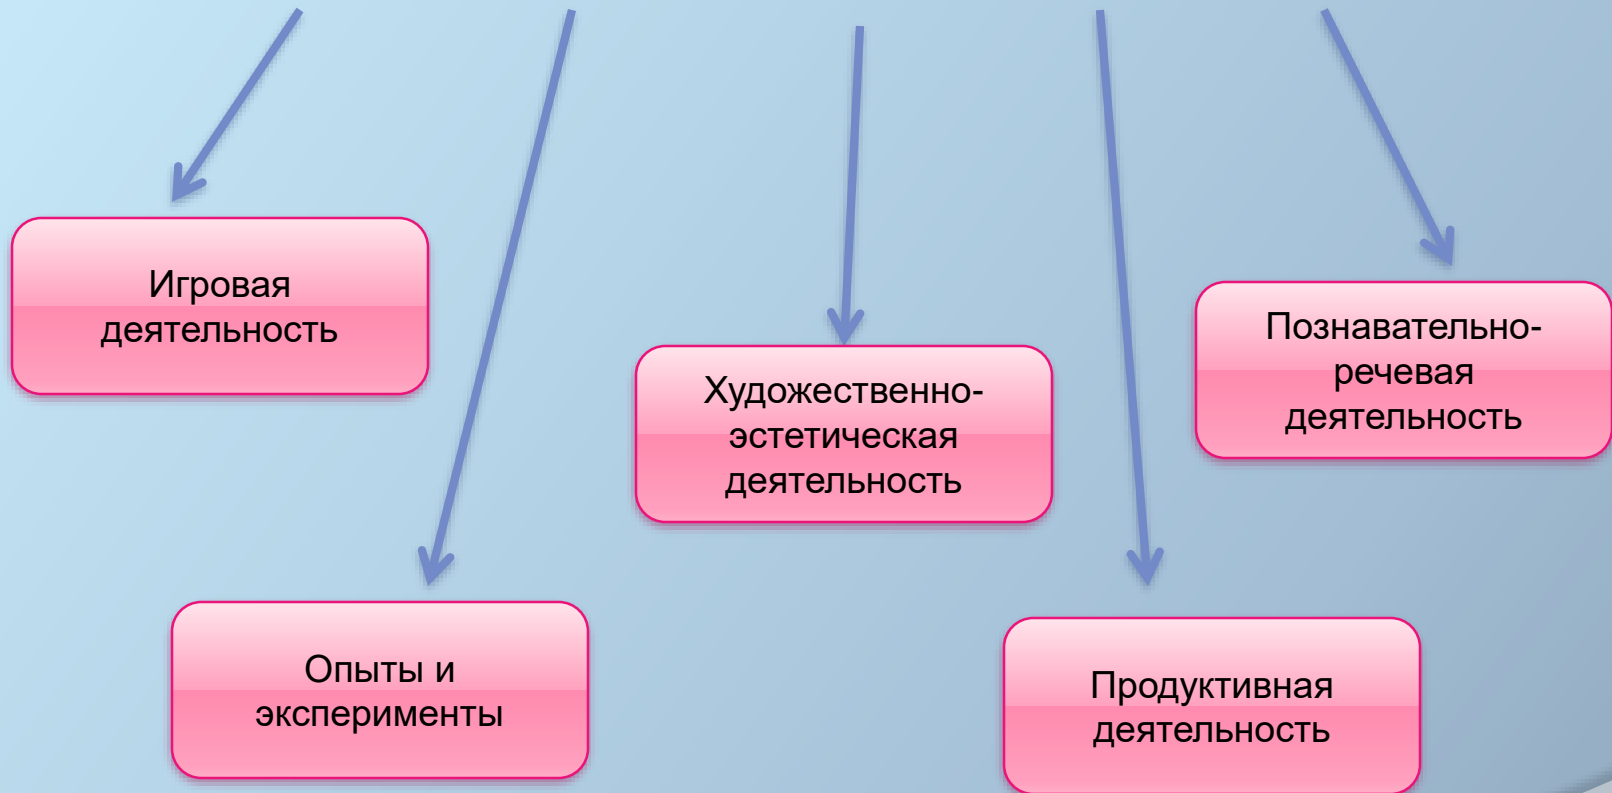 Игровая
деятельность
Познавательно-
речевая
деятельность
Художественно-
эстетическая
деятельность
Опыты и
эксперименты
Продуктивная
деятельность